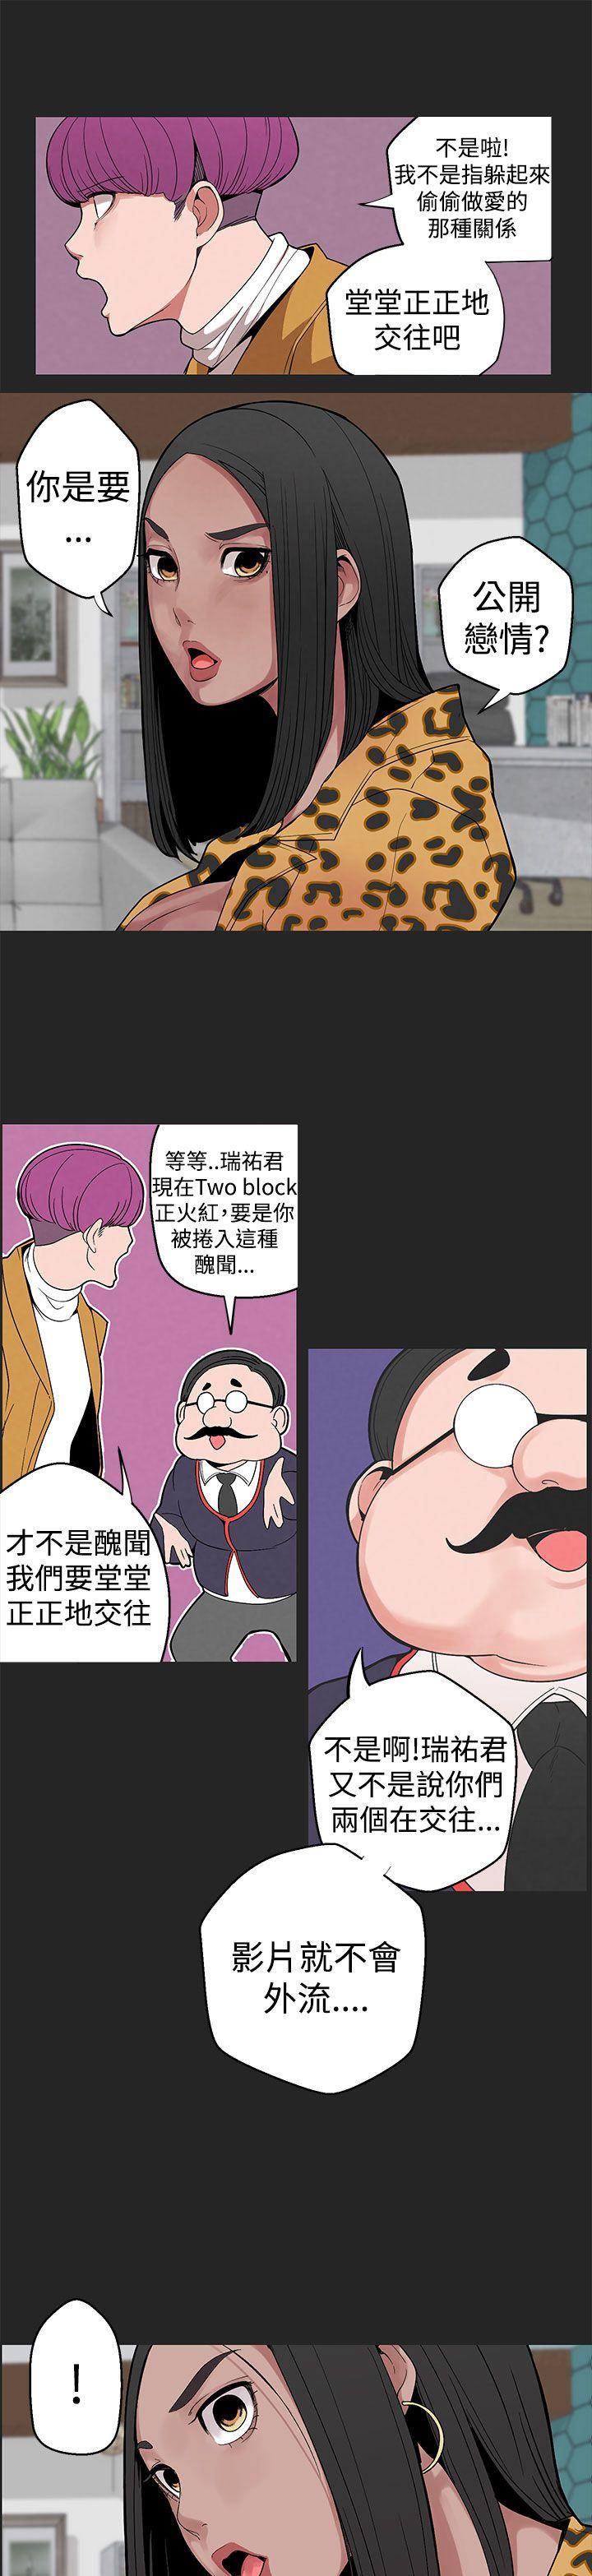 不是啦!
我不是指躲起來
偷偷做愛的
那種關係
堂堂正正地
交往吧
你是要
...
公開
戀情?
等等..瑞祐君
現在Two block
正火紅，要是你
被捲入這種
醜聞...
才不是醜聞
我們要堂堂
正正地交往
不是啊!瑞祐君
又不是說你們
兩個在交往...
影片就不會
外流....
!